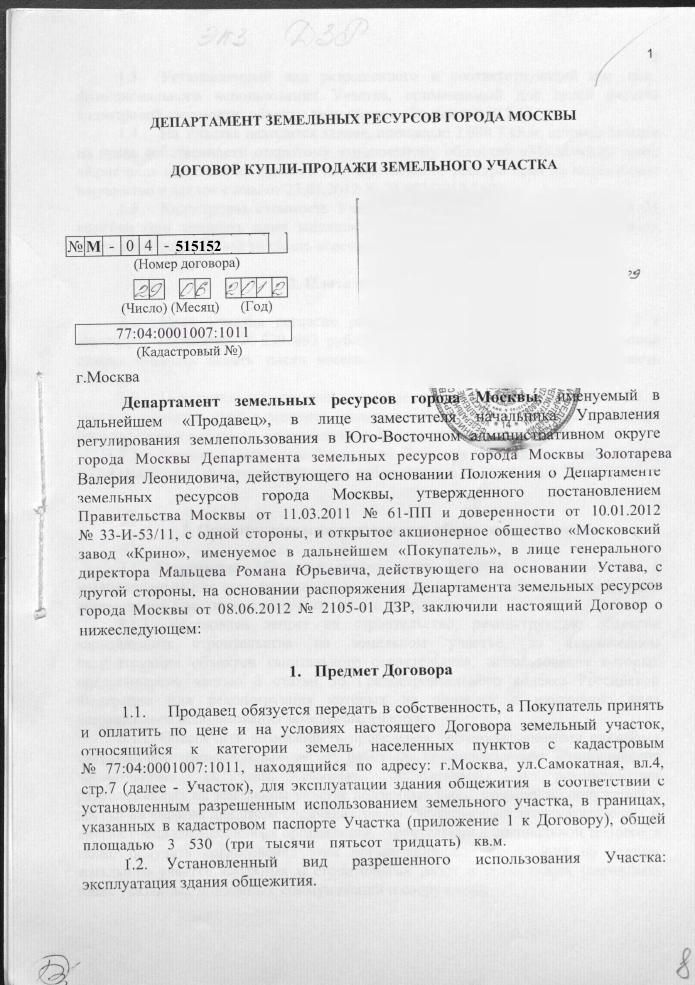 экз ДЗР
1
ДЕПАРТАМЕНТ ЗЕМЕЛЬНЫХ РЕСУРСОВ ГОРОДА МОСКВЫ
ДОГОВОР КУПЛИ-ПРОДАЖИ ЗЕМЕЛЬНОГО УЧАСТКА
№ М - 0 4 - 515152
(Номер договора)
29 06 2012
(Число) (Месяц) (Год)
77:04:0001007:1011
(Кадастровый №)
г.Москва
Департамент земельных ресурсов города Москвы, именуемый в
дальнейшем «Продавец», в лице заместителя начальника Управления
регулирования землепользования в Юго-Восточном административном округе
города Москвы Департамента земельных ресурсов города Москвы Золотарева
Валерия Леонидовича, действующего на основании Положения о Департаменте
земельных ресурсов города Москвы, утвержденного постановлением
Правительства Москвы от 11.03.2011 № 61-ПП и доверенности от 10.01.2012
№ 33-И-53/11, с одной стороны, и открытое акционерное общество «Московский
завод «Крино», именуемое в дальнейшем «Покупатель», в лице генерального
директора Мальцева Романа Юрьевича, действующего на основании Устава, с
другой стороны, на основании распоряжения Департамента земельных ресурсов
города Москвы от 08.06.2012 № 2105-01 ДЗР, заключили настоящий Договор о
нижеследующем:
1. Предмет Договора
1.1. Продавец обязуется передать в собственность, а Покупатель принять
и оплатить по цене и на условиях настоящего Договора земельный участок,
относящийся к категории земель населенных пунктов с кадастровым
№ 77:04:0001007:1011, находящийся по адресу: г.Москва, ул.Самокатная, вл.4,
стр.7 (далее - Участок), для эксплуатации здания общежития в соответствии с
установленным разрешенным использованием земельного участка, в границах,
указанных в кадастровом паспорте Участка (приложение 1 к Договору), общей
площадью 3 530 (три тысячи пятьсот тридцать) кв.м.
1.2. Установленный вид разрешенного использования Участка:
эксплуатация здания общежития.
8